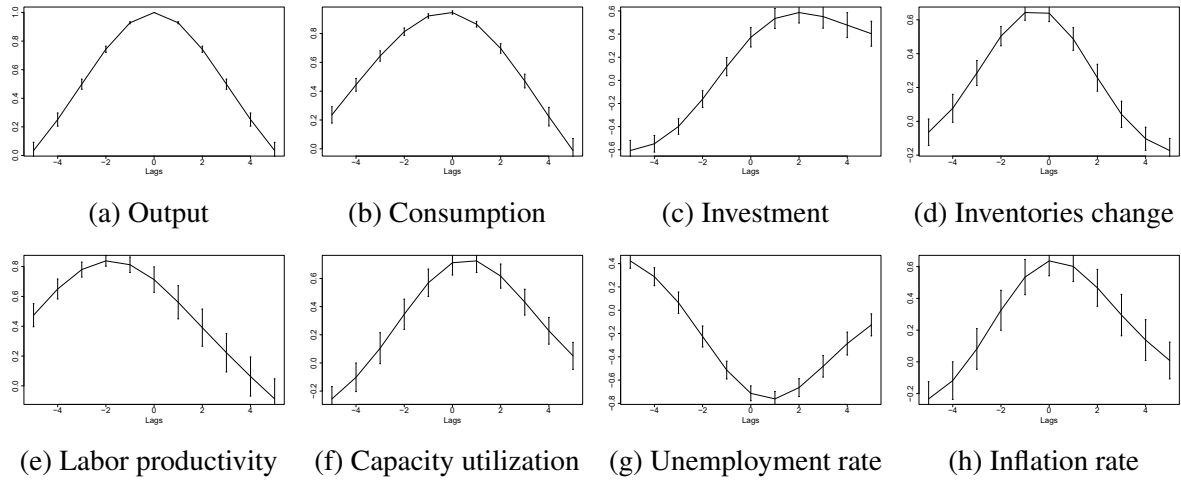 0.0 0.2 0.4 0.6 0.8 1.0
−4 −2 0 2 4
Lags
(a) Output
0.0 0.2 0.4 0.6 0.8
−4 −2 0 2 4
Lags
(b) Consumption
−0.6 −0.4 −0.2 0.0 0.2 0.4 0.6
−4 −2 0 2 4
Lags
(c) Investment
−0.2 0.0 0.2 0.4 0.6
−4 −2 0 2 4
Lags
(d) Inventories change
0.0 0.2 0.4 0.6 0.8
−4 −2 0 2 4
Lags
(e) Labor productivity
−0.2 0.0 0.2 0.4 0.6
−4 −2 0 2 4
Lags
(f) Capacity utilization
−0.8 −0.6 −0.4 −0.2 0.0 0.2 0.4
−4 −2 0 2 4
Lags
(g) Unemployment rate
−0.2 0.0 0.2 0.4 0.6
−4 −2 0 2 4
Lags
(h) Inflation rate